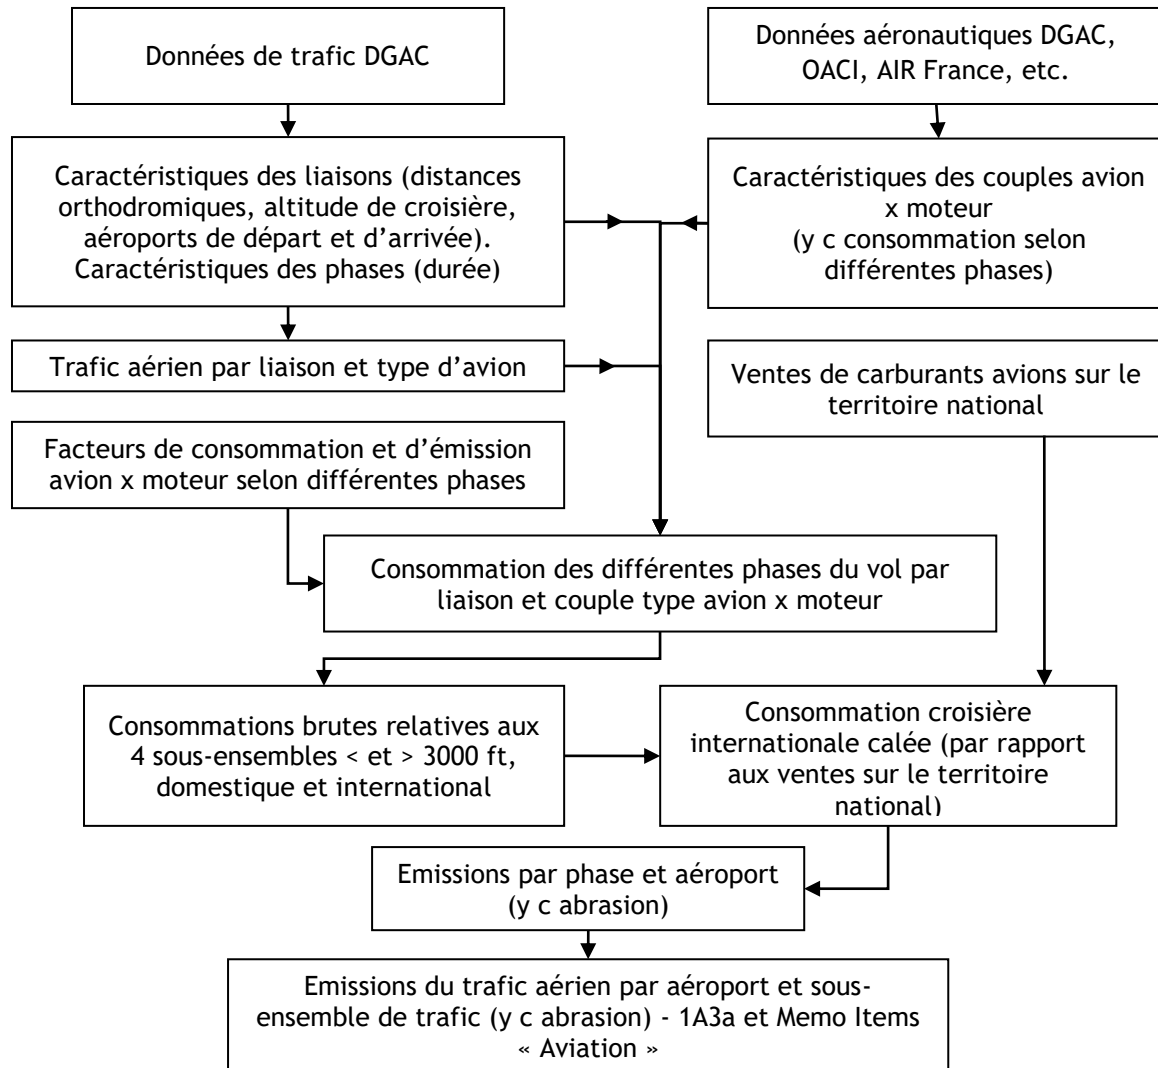 Données de trafic DGAC
Données aéronautiques DGAC,
OACI, AIR France, etc.
Caractéristiques des liaisons (distances
orthodromiques, altitude de croisière,
aéroports de départ et d’arrivée).
Caractéristiques des phases (durée)
Caractéristiques des couples avion
x moteur
(y c consommation selon
différentes phases)
Trafic aérien par liaison et type d’avion
Ventes de carburants avions sur le
territoire national
Facteurs de consommation et d’émission
avion x moteur selon différentes phases
Consommation des différentes phases du vol par
liaison et couple type avion x moteur
Consommations brutes relatives aux
4 sous-ensembles < et > 3000 ft,
domestique et international
Consommation croisière
internationale calée (par rapport
aux ventes sur le territoire
national)
Emissions par phase et aéroport
(y c abrasion)
Emissions du trafic aérien par aéroport et sous-
ensemble de trafic (y c abrasion) - 1A3a et Memo Items
« Aviation »